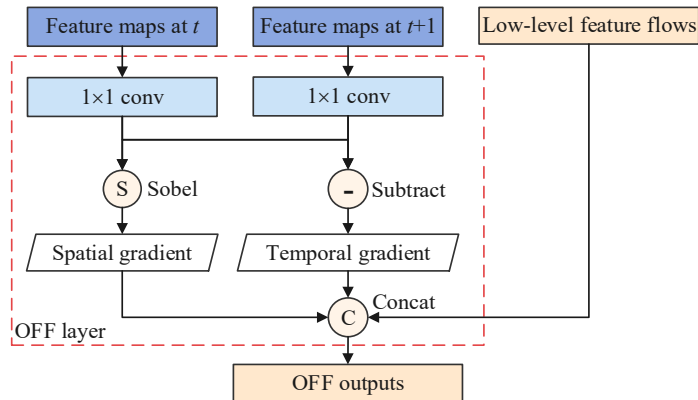 Feature maps at t
Feature maps at t+1
Low-level feature flows
1×1 conv
1×1 conv
S
Sobel
-
Subtract
Spatial gradient
Temporal gradient
Concat
C
OFF layer
OFF outputs